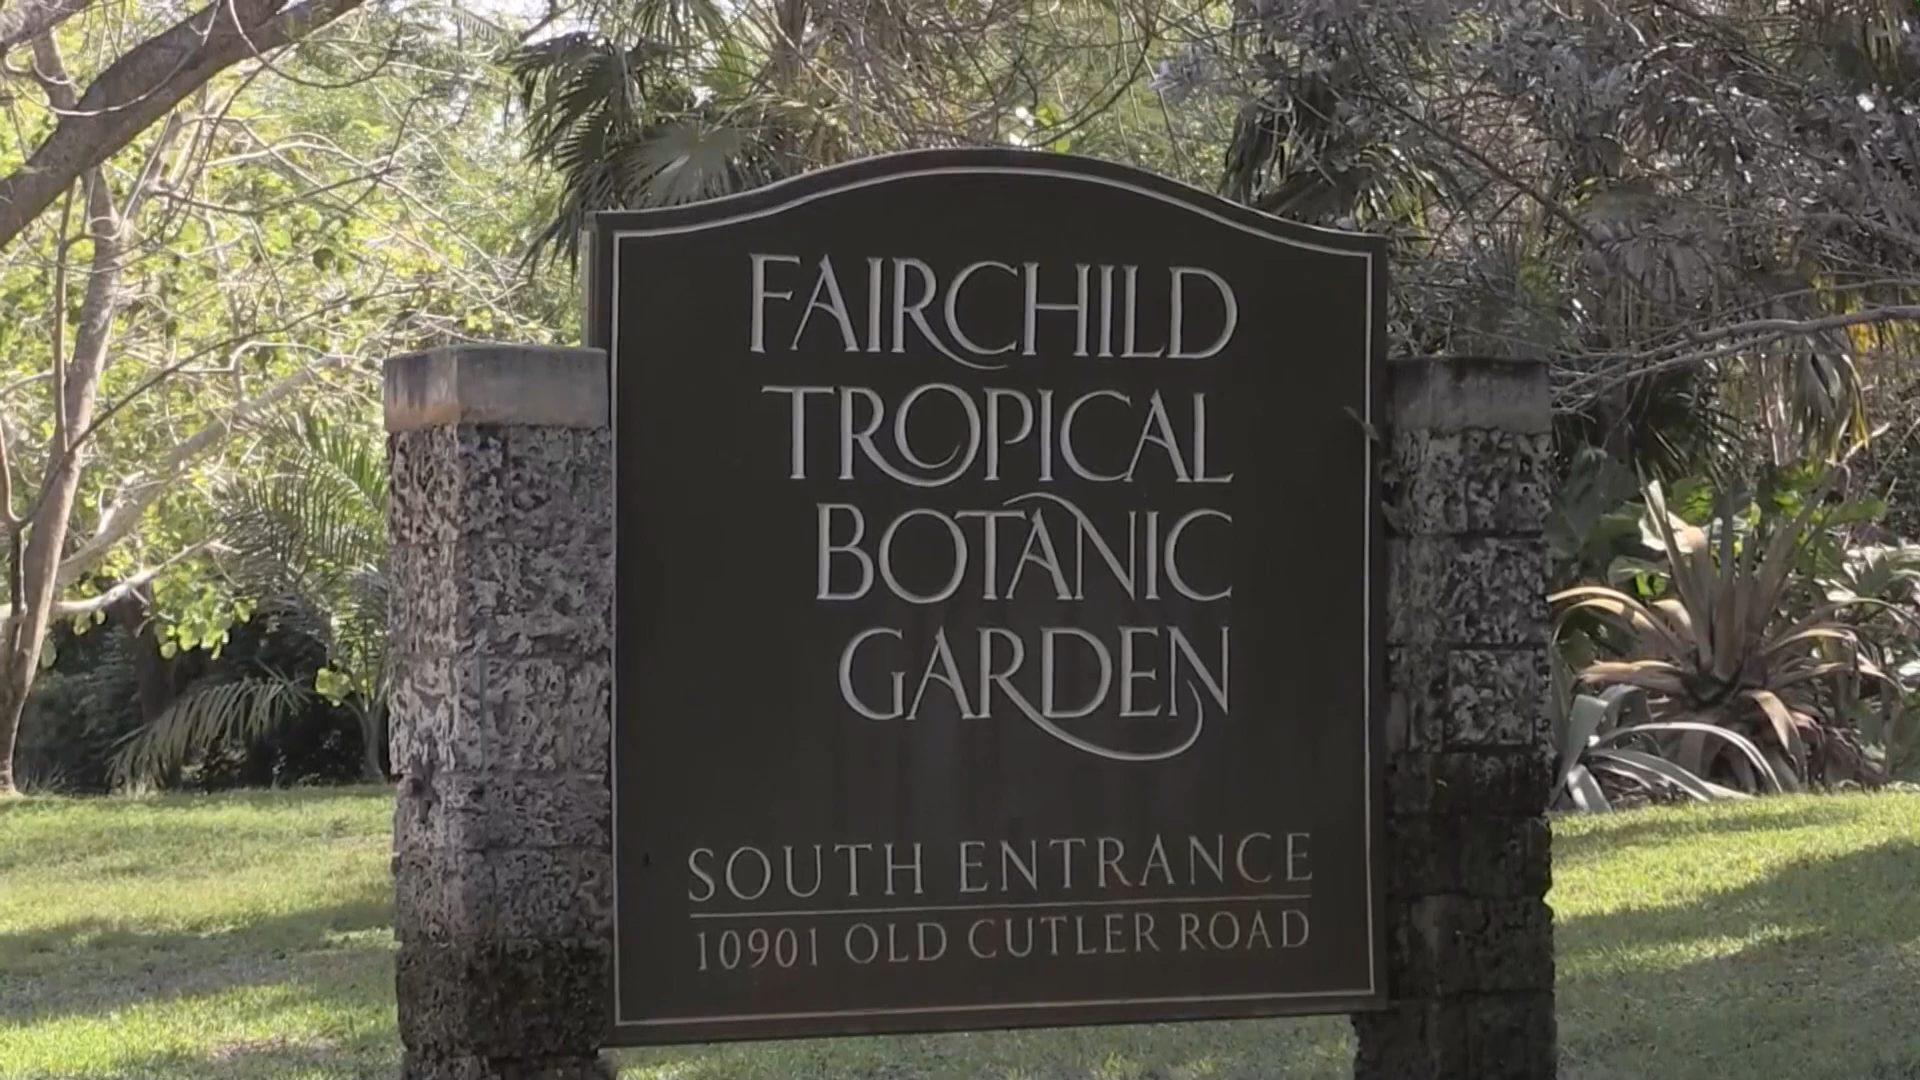 FAIRCHILD
TROPICAL
BOTANIC
GARDEN
SOUTH ENTRANCE
10901 OLD CUTLER ROAD